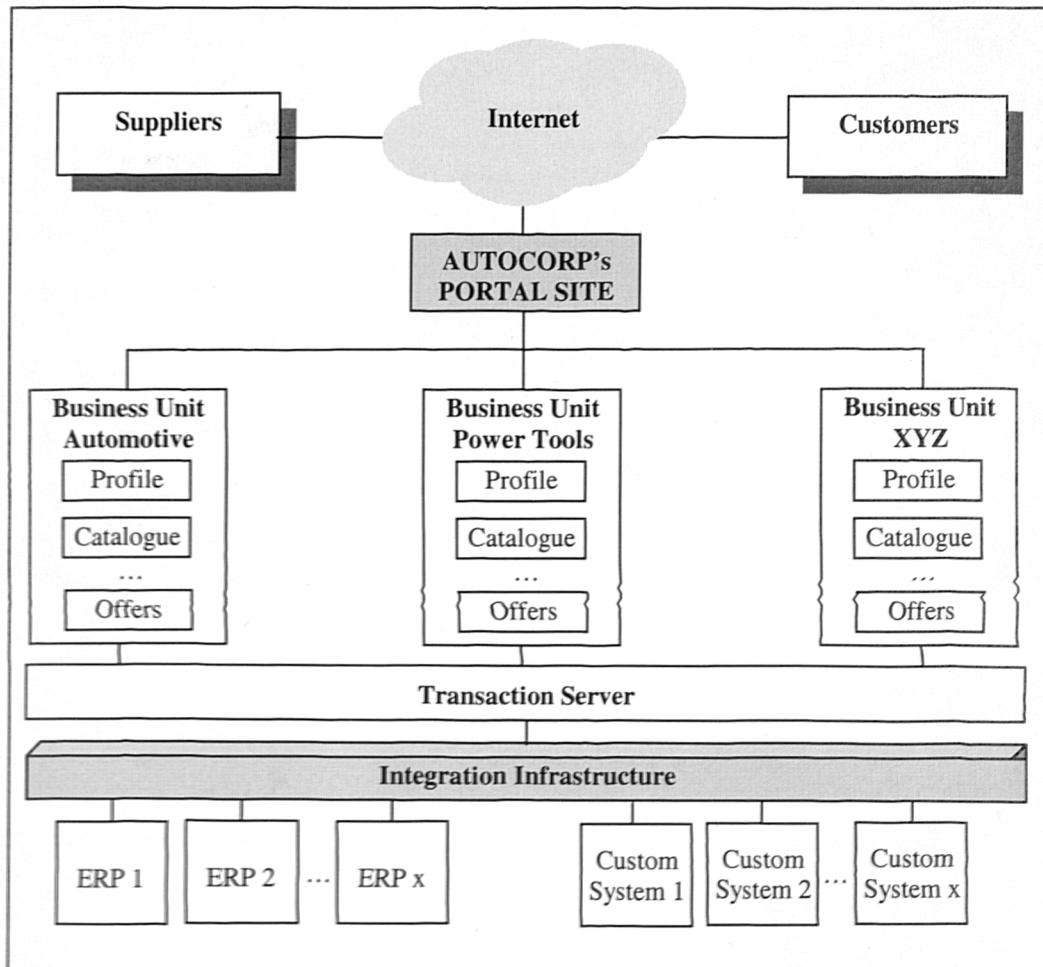 Suppliers
Internet
Customers
AUTOCORP's
PORTAL SITE
Business Unit
Automotive
Profile
Catalogue
...
Offers
Business Unit
Power Tools
Profile
Catalogue
...
Offers
Business Unit
XYZ
Profile
Catalogue
...
Offers
Transaction Server
Integration Infrastructure
ERP 1
ERP 2
...
ERP x
Custom
System 1
Custom
System 2
...
Custom
System x